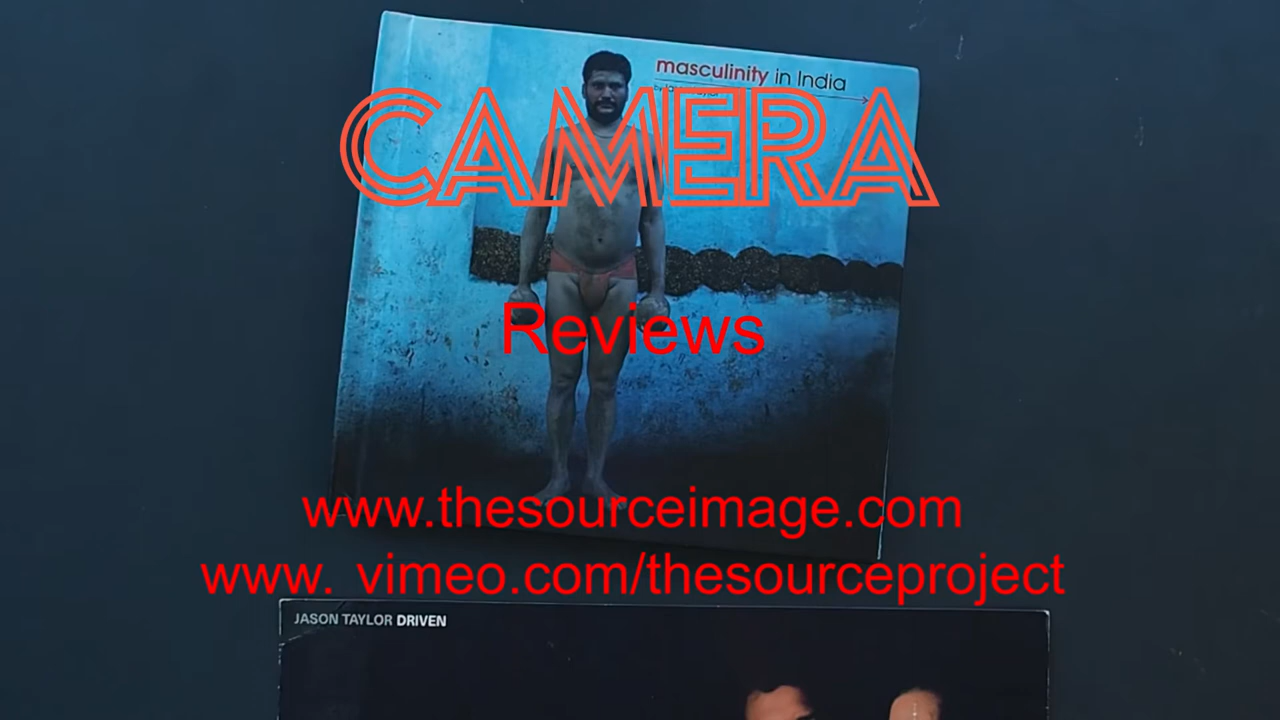 masculinity in India
CAMERA
Reviews
www.thesourceimage.com
www. vimeo.com/thesourceproject
JASON TAYLOR DRIVEN